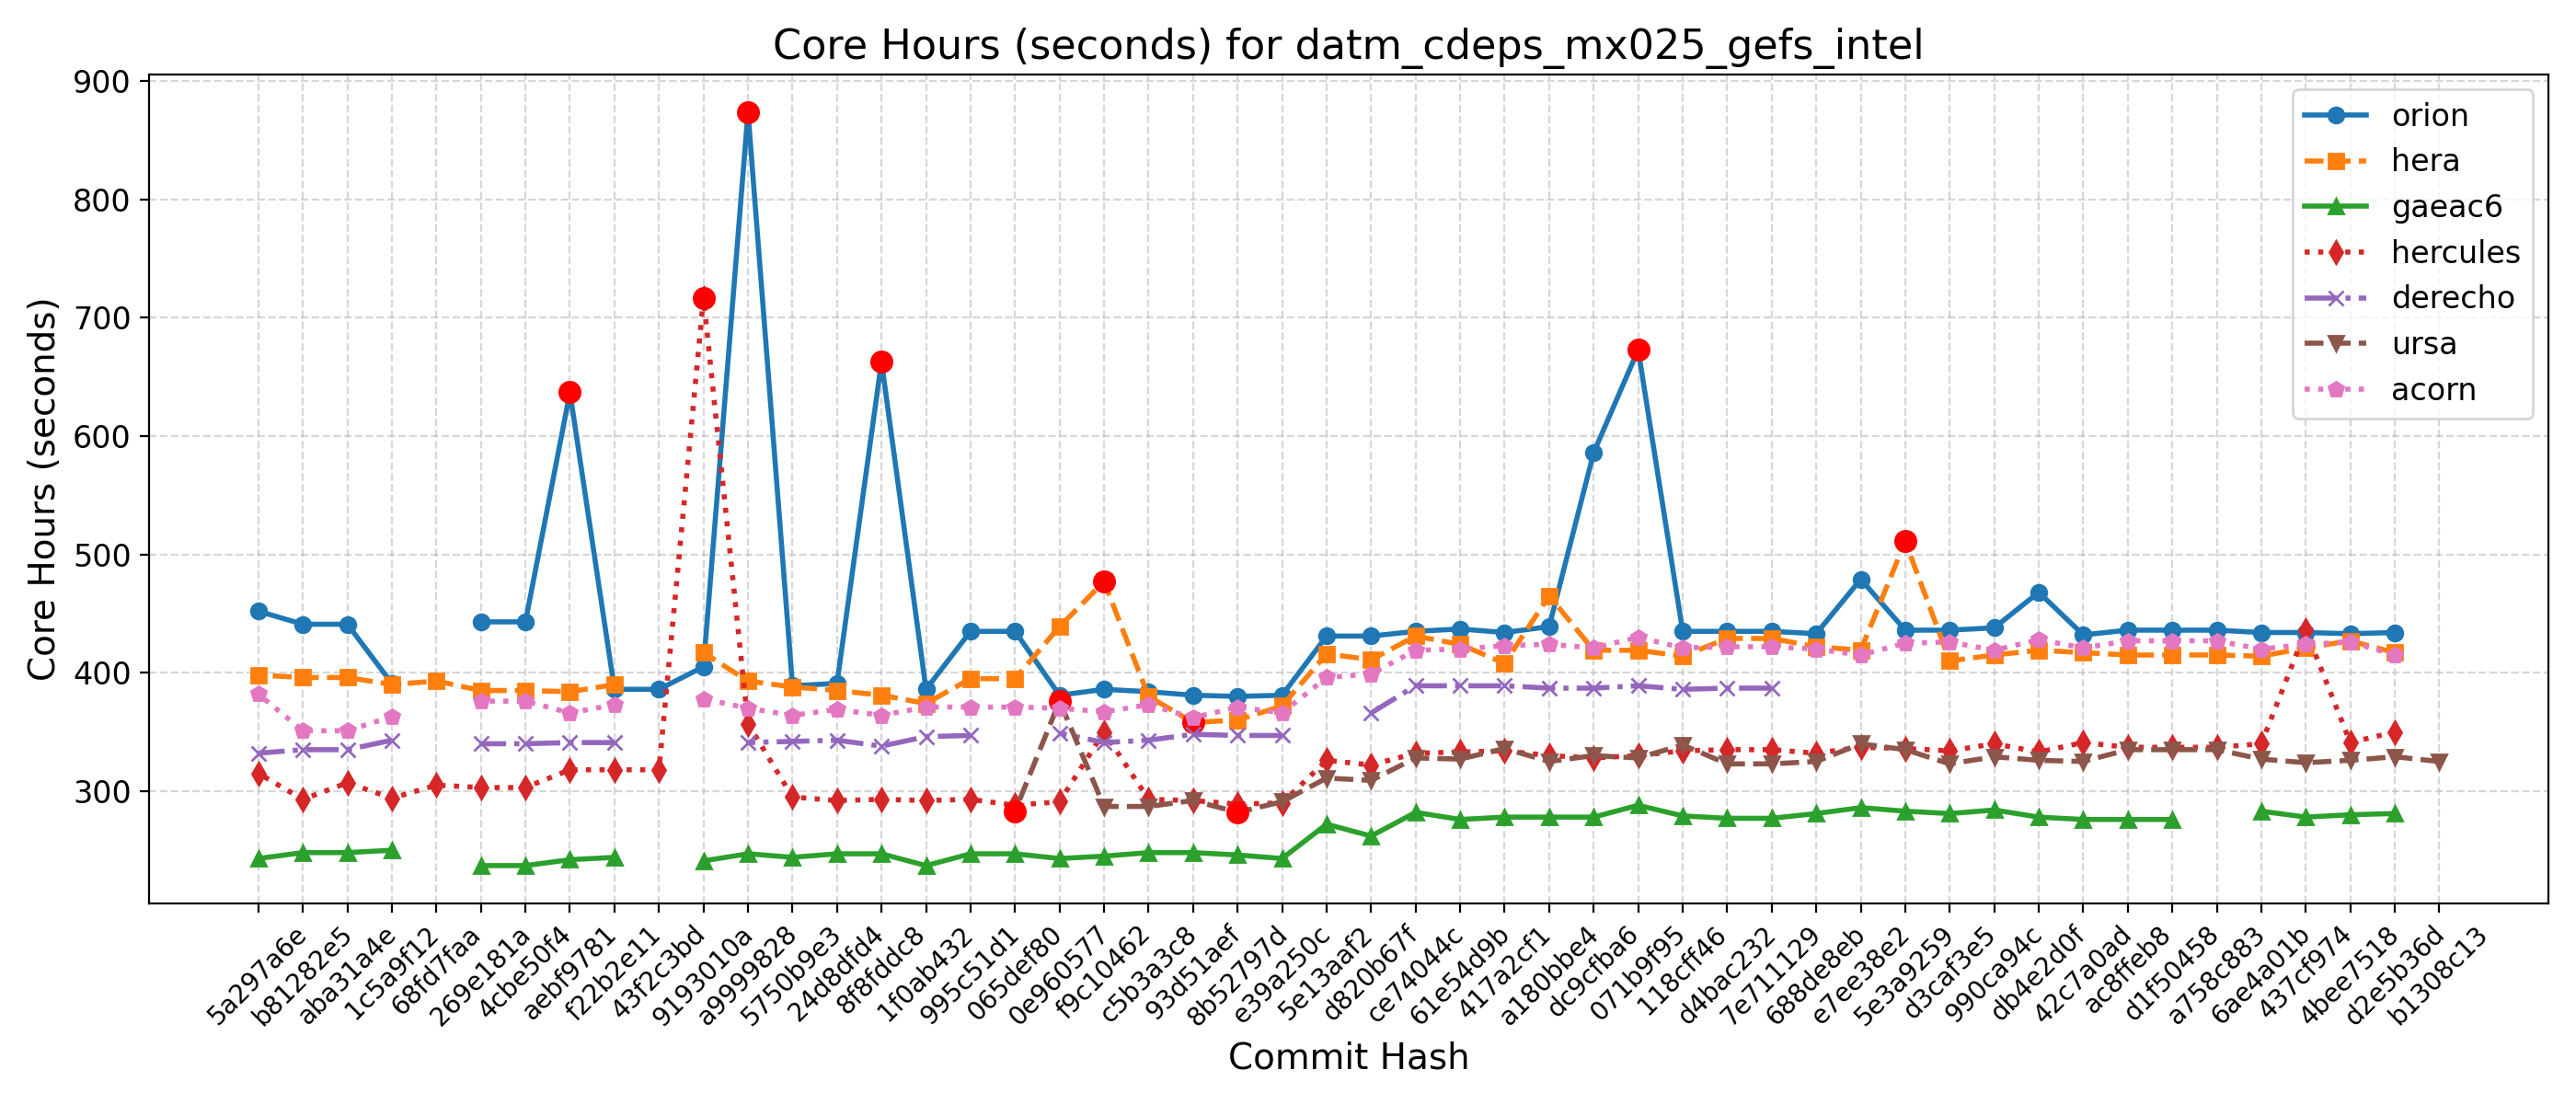 Core Hours (seconds) for datm_cdeps_mx025_gefs_intel
Core Hours (seconds)
900
800
700
600
500
400
300
orion
hera
gaeac6
hercules
derecho
ursa
acorn
5a297a6e
b81282e5
aba31a4e
1c5a9f12
68fd7faa
269e181a
4cbe50f4
aebf9781
f22b2e11
43f2c3bd
9193010a
a9999828
5750b9e3
24d8dfd4
8f8fddc8
1f0ab432
995c51d1
065def80
0e960577
f9c10462
c5b3a3c8
93d51aef
8b52797d
e39a250c
5e13aaf2
d820b67f
ce74044c
61e54d9b
417a2cf1
a180bbe4
dc9cfba6
071b9f95
118cff46
d4bac232
7e711129
688de8eb
e7ee38e2
5e3a9259
d3caf3e5
990ca94c
db4e2d0f
42c7a0ad
ac8ffeb8
d1f50458
a758c883
6ae4a01b
437cf974
4bee7518
d2e5b36d
b1308c13
Commit Hash